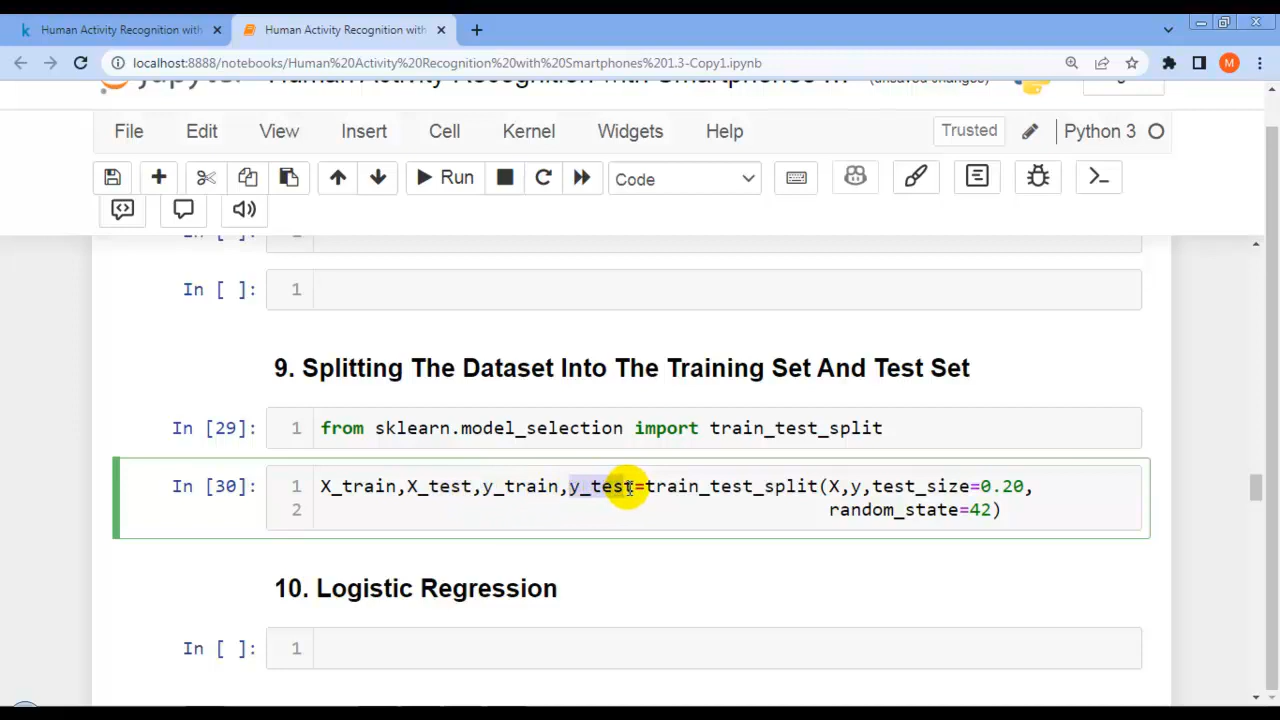 Human Activity Recognition with
Human Activity Recognition with
localhost:8888/notebooks/Human%20Activity%20Recognition%20with%20Smartphones%201.3-Copy1.ipynb
M
File Edit View Insert Cell Kernel Widgets Help Trusted Python 3
Run Code
In [ ]: 1
9. Splitting The Dataset Into The Training Set And Test Set
In [29]: 1 from sklearn.model_selection import train_test_split
In [30]: 1 X_train,X_test,y_train,y_test=train_test_split(X,y,test_size=0.20,
2 random_state=42)
10. Logistic Regression
In [ ]: 1